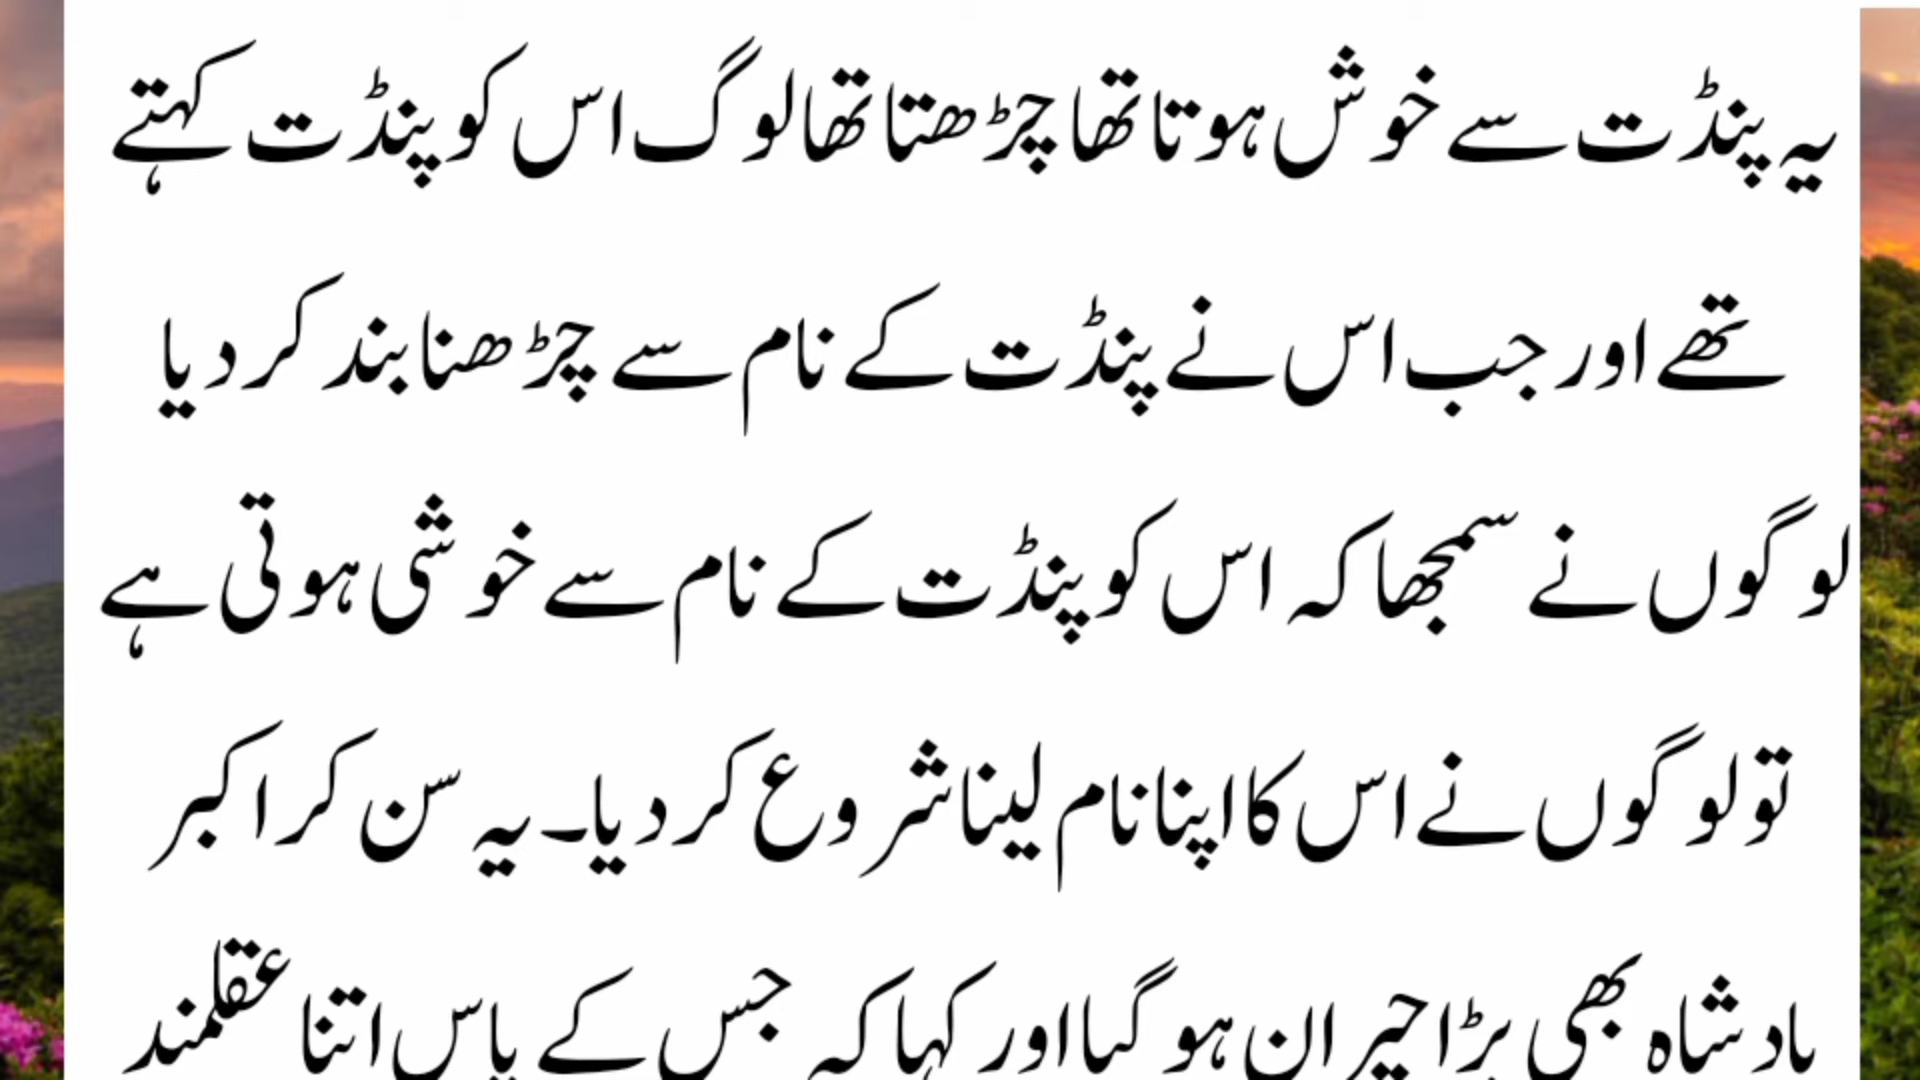 یہ پنڈت سے خوش ہوتا تھا چڑھتا تھا لوگ اس کو پنڈت کہتے
تھے اور جب اس نے پنڈت کے نام سے چڑھنا بند کر دیا
لوگوں نے سمجھا کہ اس کو پنڈت کے نام سے خوشی ہوتی ہے
تو لوگوں نے اس کا اپنا نام لینا شروع کر دیا۔ یہ سن کر اکبر
بادشاہ بھی بڑا حیران ہو گیا اور کہا کہ جس کے پاس اتنا عقلمند